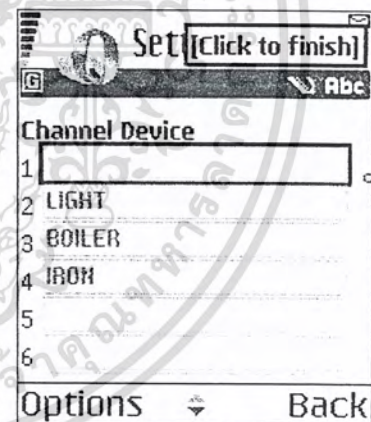 Set [Click to finish]
G Abc
Channel Device
1
2 LIGHT
3 BOILER
4 IRON
5
6
Options Back